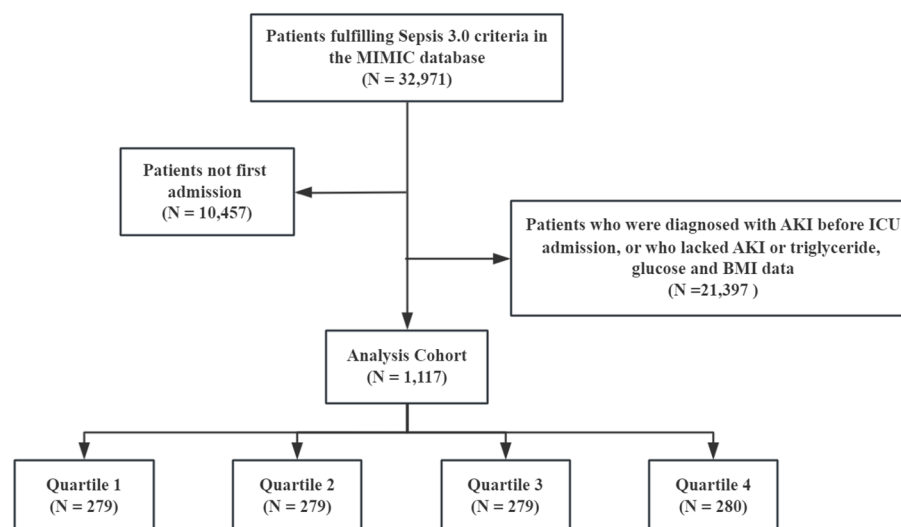 Patients fulfilling Sepsis 3.0 criteria in
the MIMIC database
(N = 32,971)
Patients not first
admission
(N = 10,457)
Patients who were diagnosed with AKI before ICU
admission, or who lacked AKI or triglyceride,
glucose and BMI data
(N =21,397 )
Analysis Cohort
(N = 1,117)
Quartile 1
(N = 279)
Quartile 2
(N = 279)
Quartile 3
(N = 279)
Quartile 4
(N = 280)